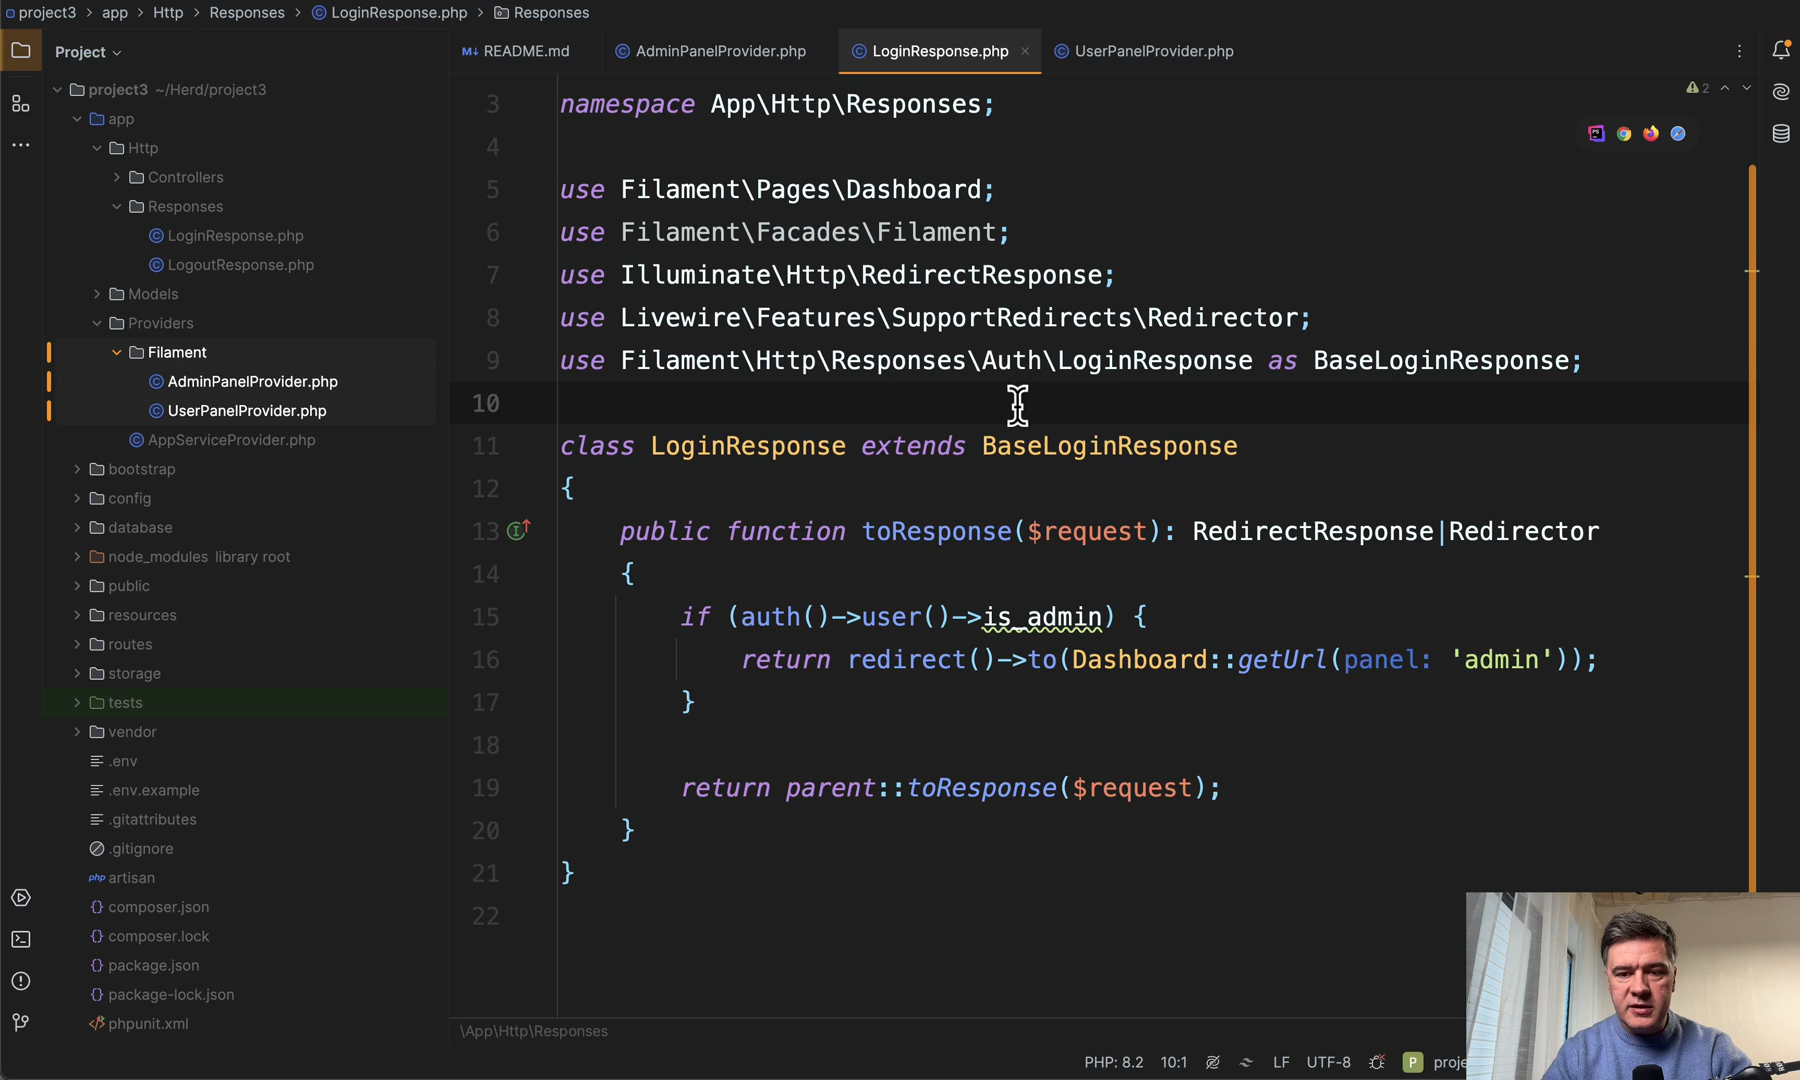 project3 > app > Http > Responses > LoginResponse.php > Responses
Project
README.md
AdminPanelProvider.php
LoginResponse.php
UserPanelProvider.php
project3 ~/Herd/project3
app
Http
Controllers
Responses
LoginResponse.php
LogoutResponse.php
Models
Providers
Filament
AdminPanelProvider.php
UserPanelProvider.php
AppServiceProvider.php
bootstrap
config
database
node_modules library root
public
resources
routes
storage
tests
vendor
.env
.env.example
.gitattributes
.gitignore
php artisan
composer.json
composer.lock
package.json
package-lock.json
phpunit.xml
2
3 namespace App\Http\Responses;
4
5 use Filament\Pages\Dashboard;
6 use Filament\Facades\Filament;
7 use Illuminate\Http\RedirectResponse;
8 use Livewire\Features\SupportRedirects\Redirector;
9 use Filament\Http\Responses\Auth\LoginResponse as BaseLoginResponse;
10
11 class LoginResponse extends BaseLoginResponse
12 {
13 public function toResponse($request): RedirectResponse|Redirector
14 {
15 if (auth()->user()->is_admin) {
16 return redirect()->to(Dashboard::getUrl(panel: 'admin'));
17 }
18
19 return parent::toResponse($request);
20 }
21 }
22
\App\Http\Responses
PHP: 8.2 10:1 LF UTF-8 P